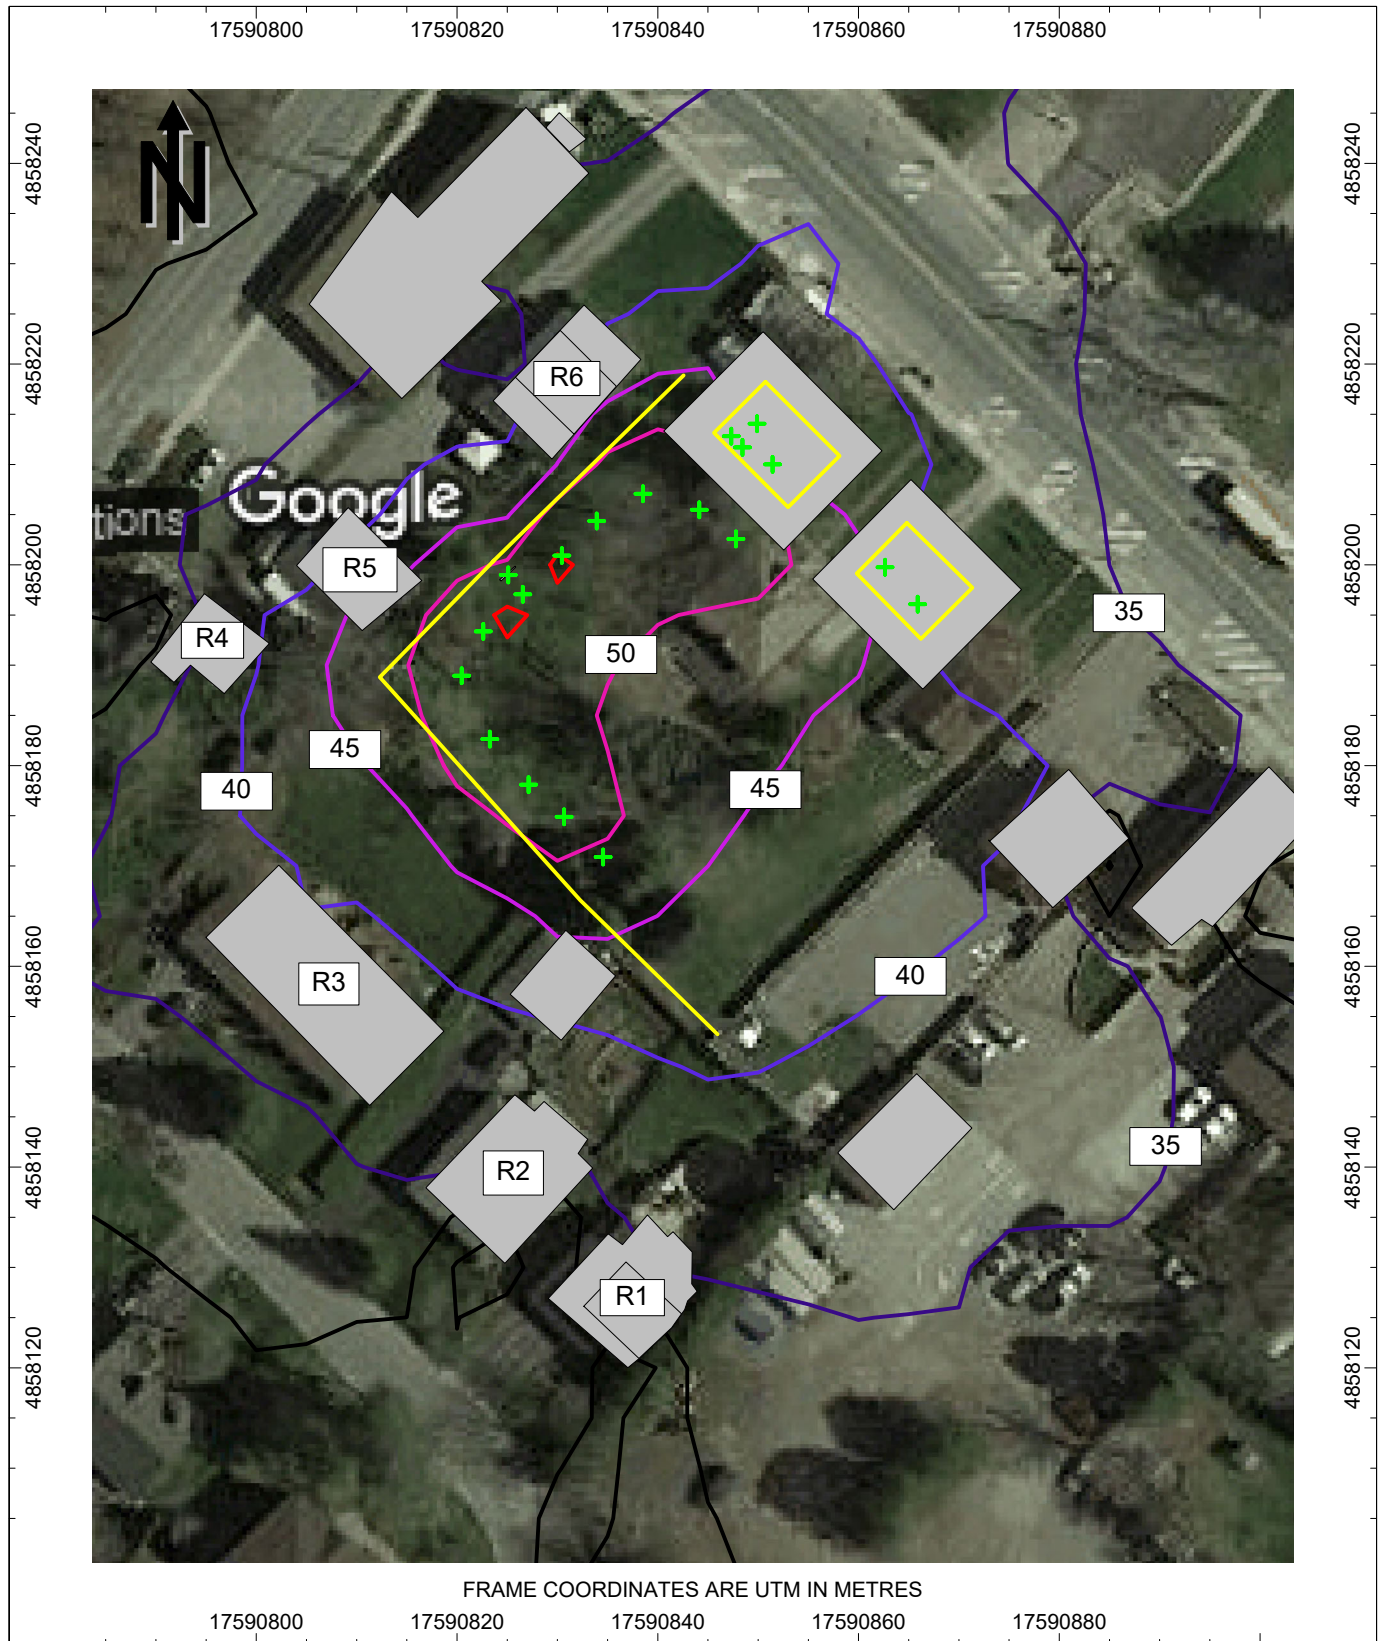 17590800 17590820 17590840 17590860 17590880
4858240 4858240
N
4858220 4858220
R6
Google
tions
4858200 4858200
R5
35
R4
50
45
40
45
4858180 4858180
R3
40
4858160 4858160
R2
35
4858140 4858140
R1
4858120 4858120
FRAME COORDINATES ARE UTM IN METRES
17590800 17590820 17590840 17590860 17590880